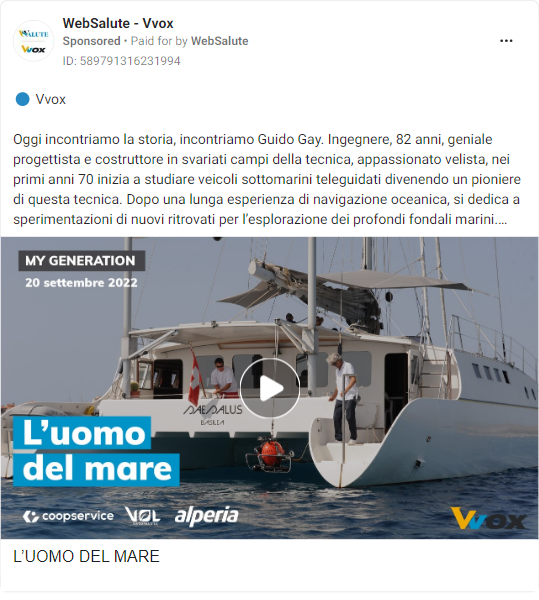 WebSalute - Vvox
Sponsored • Paid for by WebSalute
ID: 589791316231994
Vvox
Oggi incontriamo la storia, incontriamo Guido Gay. Ingegnere, 82 anni, geniale
progettista e costruttore in svariati campi della tecnica, appassionato velista, nei
primi anni 70 inizia a studiare veicoli sottomarini teleguidati divenendo un pioniere
di questa tecnica. Dopo una lunga esperienza di navigazione oceanica, si dedica a
sperimentazioni di nuovi ritrovati per l'esplorazione dei profondi fondali marini....
MY GENERATION
20 settembre 2022
DAEDALUS
BASILEA
L'uomo
del mare
coopservice
alperia
Vvox
L'UOMO DEL MARE